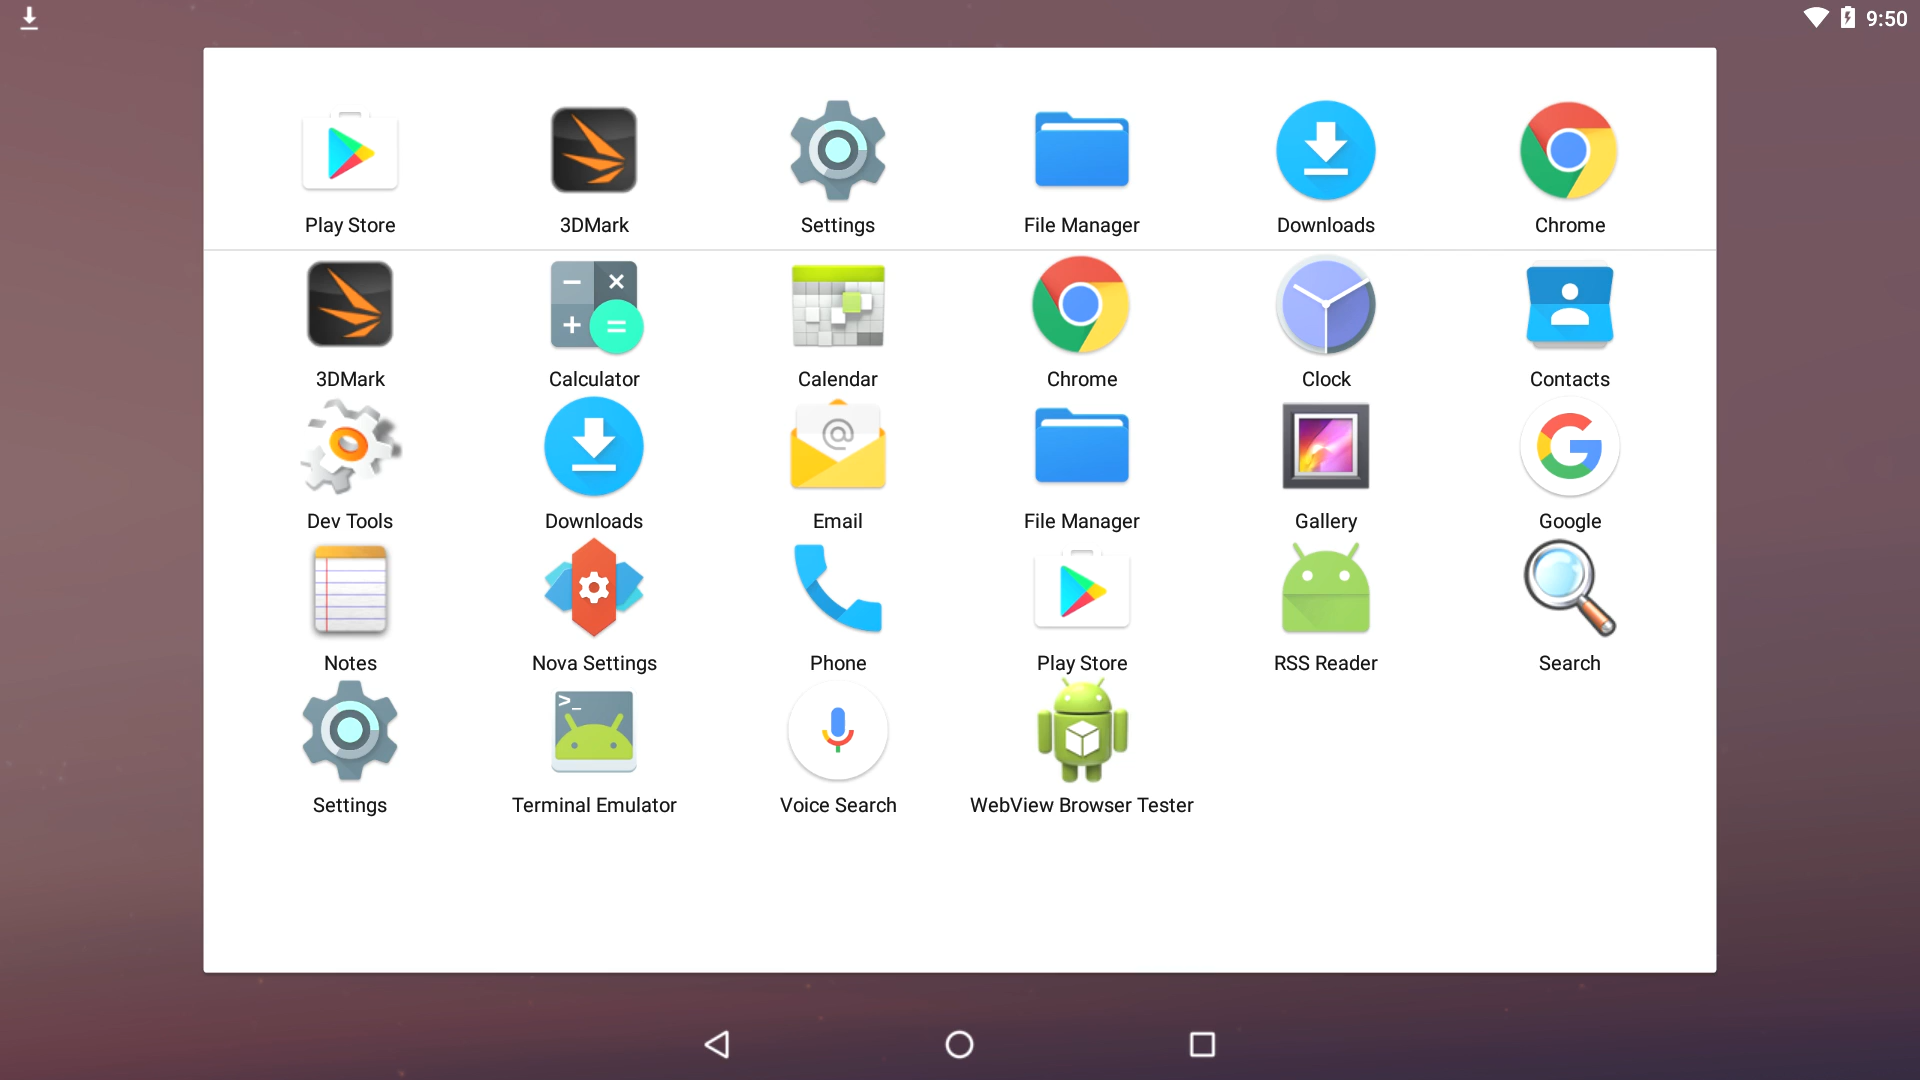 9:50
Play Store 3DMark Settings File Manager Downloads Chrome
3DMark Calculator Calendar Chrome Clock Contacts
Dev Tools Downloads Email File Manager Gallery Google
Notes Nova Settings Phone Play Store RSS Reader Search
Settings Terminal Emulator Voice Search WebView Browser Tester